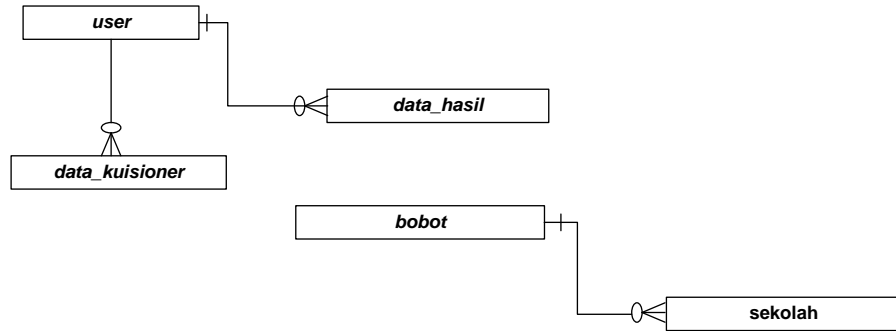 user
data_hasil
data_kuisioner
bobot
sekolah